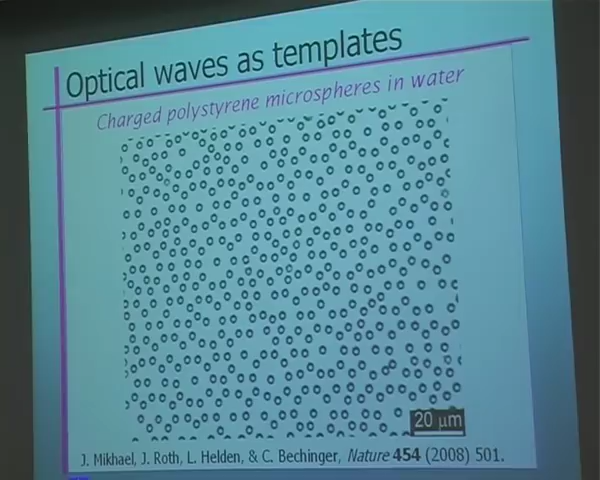 Optical waves as templates
Charged polystyrene microspheres in water
20 µm
J. Mikhael, J. Roth, L. Helden, & C. Bechinger, Nature 454 (2008) 501.